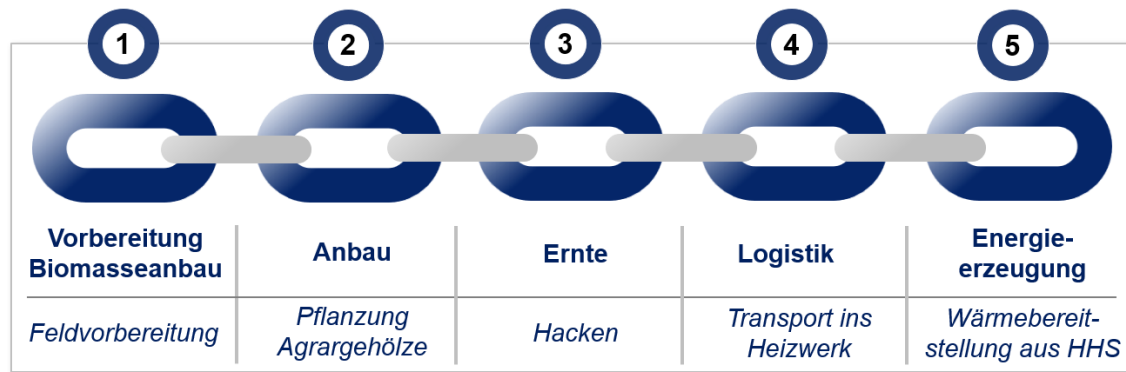 1
2
3
4
5
Vorbereitung
Biomasseanbau
Anbau
Ernte
Logistik
Energie-
erzeugung
Feldvorbereitung
Pflanzung
Agrargehölze
Hacken
Transport ins
Heizwerk
Wärmebereit-
stellung aus HHS